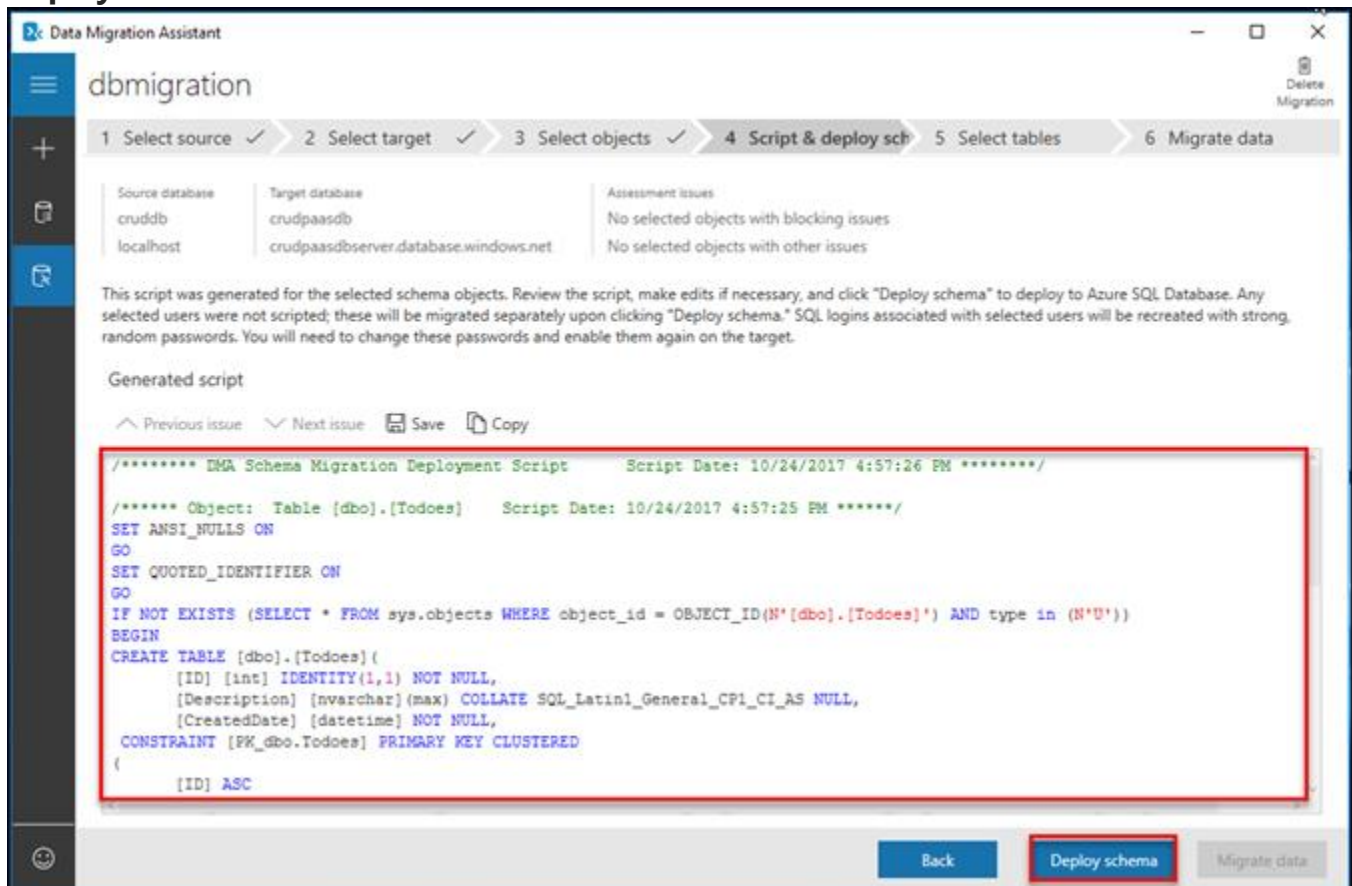 Data Migration Assistant
dbmigration
Delete
Migration
1 Select source
2 Select target
3 Select objects
4 Script & deploy sch
5 Select tables
6 Migrate data
Source database
cruddb
localhost
Target database
crudpaasdb
crudpaasdbserver.database.windows.net
Assessment issues
No selected objects with blocking issues
No selected objects with other issues
This script was generated for the selected schema objects. Review the script, make edits if necessary, and click "Deploy schema" to deploy to Azure SQL Database. Any
selected users were not scripted; these will be migrated separately upon clicking "Deploy schema." SQL logins associated with selected users will be recreated with strong,
random passwords. You will need to change these passwords and enable them again on the target.
Generated script
Previous issue
Next issue
Save
Copy
/******** DMA Schema Migration Deployment Script Script Date: 10/24/2017 4:57:26 PM ********/
/****** Object: Table [dbo].[Todoes] Script Date: 10/24/2017 4:57:25 PM ******/
SET ANSI_NULLS ON
GO
SET QUOTED_IDENTIFIER ON
GO
IF NOT EXISTS (SELECT * FROM sys.objects WHERE object_id = OBJECT_ID(N'[dbo].[Todoes]') AND type in (N'U'))
BEGIN
CREATE TABLE [dbo].[Todoes](
[ID] [int] IDENTITY(1,1) NOT NULL,
[Description] [nvarchar](max) COLLATE SQL_Latin1_General_CP1_CI_AS NULL,
[CreatedDate] [datetime] NOT NULL,
CONSTRAINT [PK_dbo.Todoes] PRIMARY KEY CLUSTERED
(
[ID] ASC
Back
Deploy schema
Migrate data